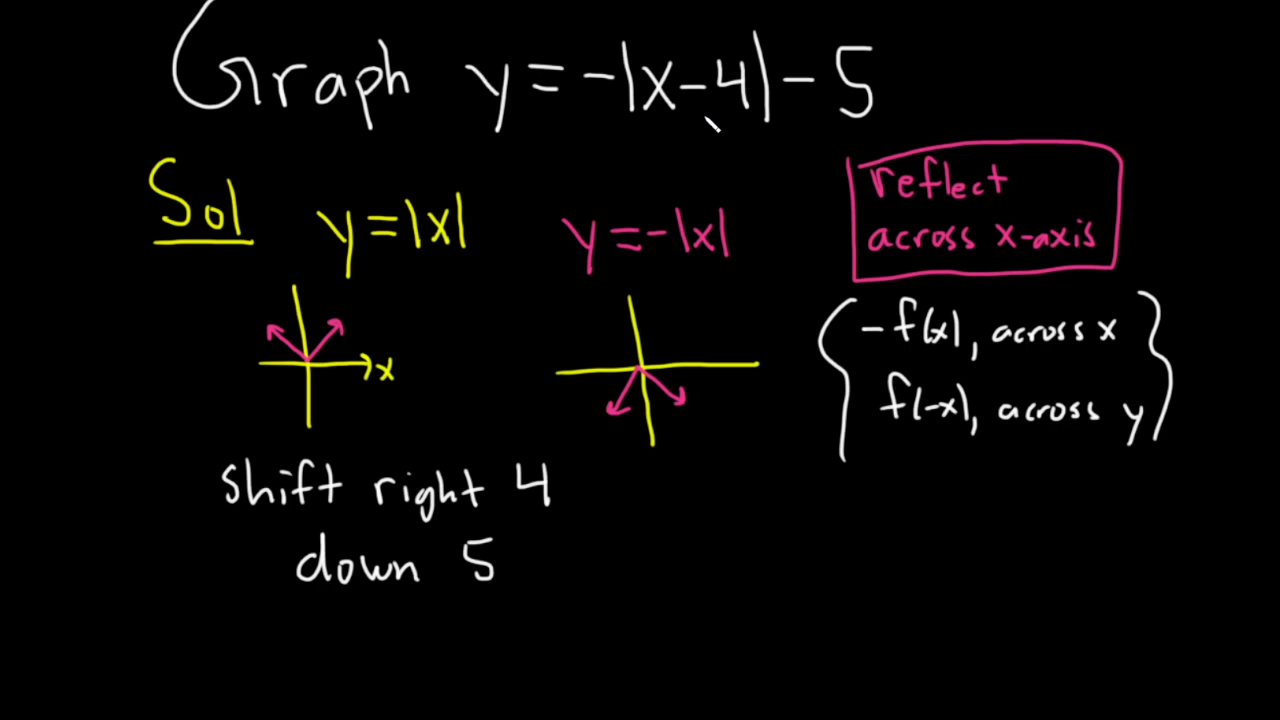 Graph y = -|x-4| - 5
Sol y = |x| y = -|x|
reflect
across x-axis
-f(x), across x
f(-x), across y
x
shift right 4
down 5